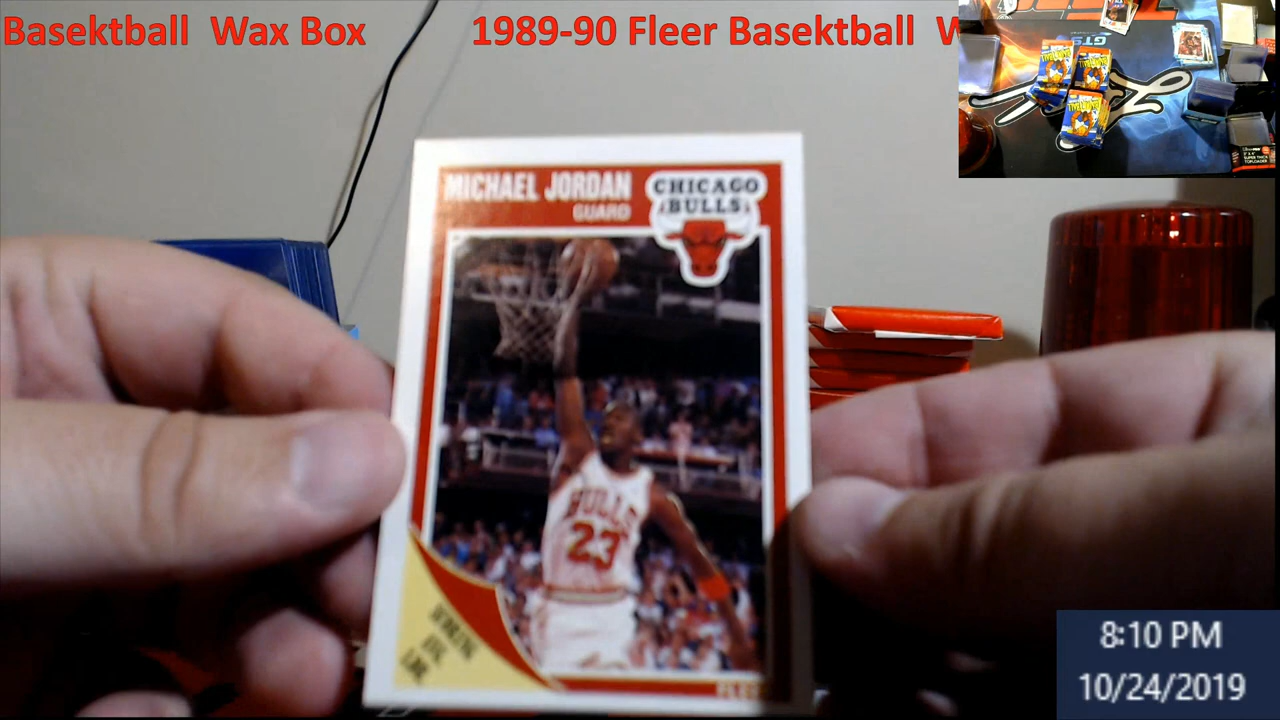 Basektball Wax Box
1989-90 Fleer Basektball
MICHAEL JORDAN
GUARD
CHICAGO
BULLS
BULLS
23
8:10 PM
10/24/2019